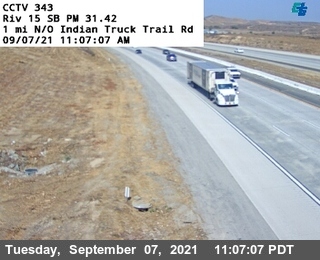 CCTV 343
Riv 15 SB PM 31.42
1 mi N/O Indian Truck Trail Rd
09/07/21 11:07:07 AM
Tuesday, September 07, 2021 11:07:07 PDT